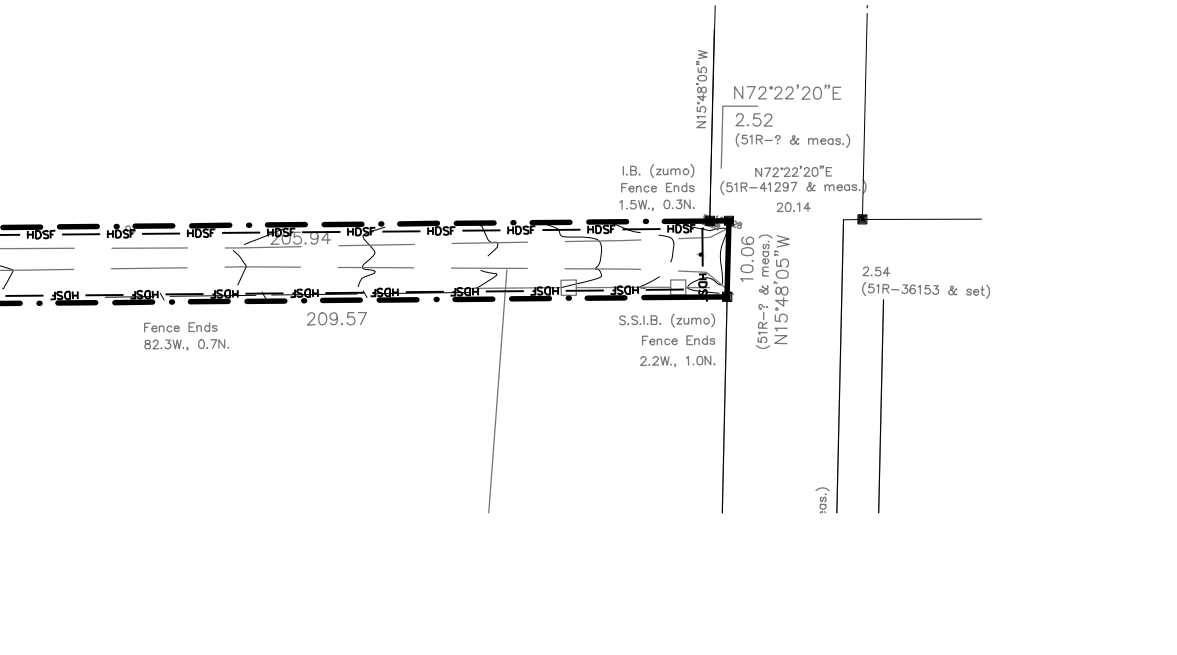 N15°48'05"W
N72°22'20"E
2.52
(51R-? & meas.)
I.B. (zumo)
Fence Ends
1.5W., 0.3N.
N72°22'20"E
(51R-41297 & meas.)
20.14
HDSF HDSF HDSF HDSF HDSF HDSF HDSF HDSF HDSF
205.94
10.06
(51R-? & meas.)
N15°48'05"W
2.54
(51R-36153 & set)
HDSF
HDSF HDSF HDSF HDSF HDSF HDSF HDSF HDSF
209.57
Fence Ends
82.3W., 0.7N.
S.S.I.B. (zumo)
Fence Ends
2.2W., 1.0N.
eas.)